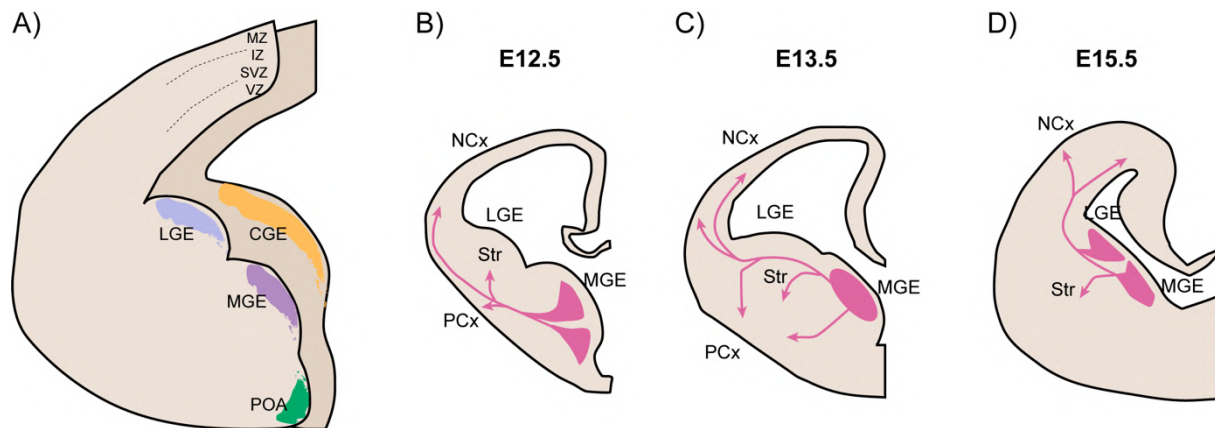 A)
MZ
IZ
SVZ
VZ
LGE
CGE
MGE
POA
B)
E12.5
NCx
LGE
Str
MGE
PCx
C)
E13.5
NCx
LGE
Str
MGE
PCx
D)
E15.5
NCx
LGE
MGE
Str